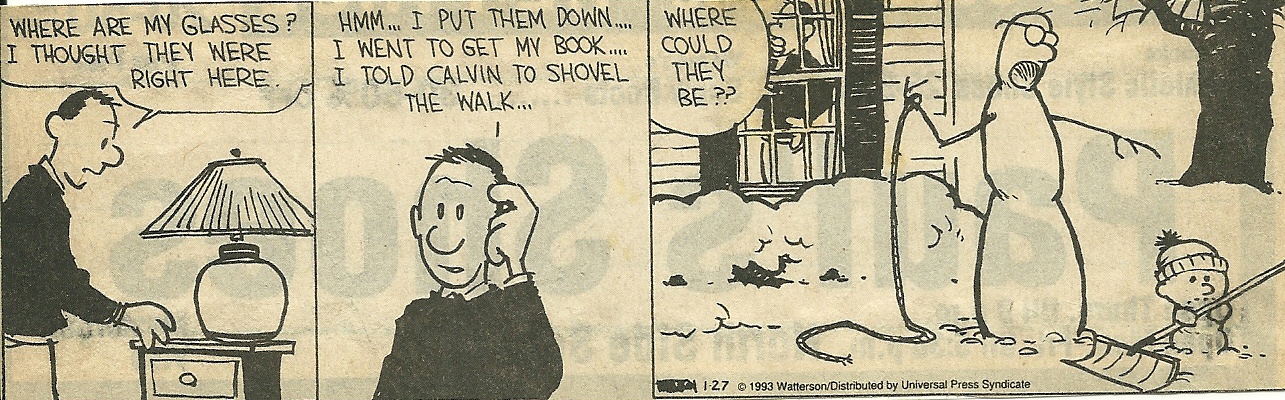 WHERE ARE MY GLASSES?
I THOUGHT THEY WERE
RIGHT HERE.
HMM... I PUT THEM DOWN....
I WENT TO GET MY BOOK....
I TOLD CALVIN TO SHOVEL
THE WALK...
WHERE
COULD
THEY
BE??
1-27 © 1993 Watterson/Distributed by Universal Press Syndicate